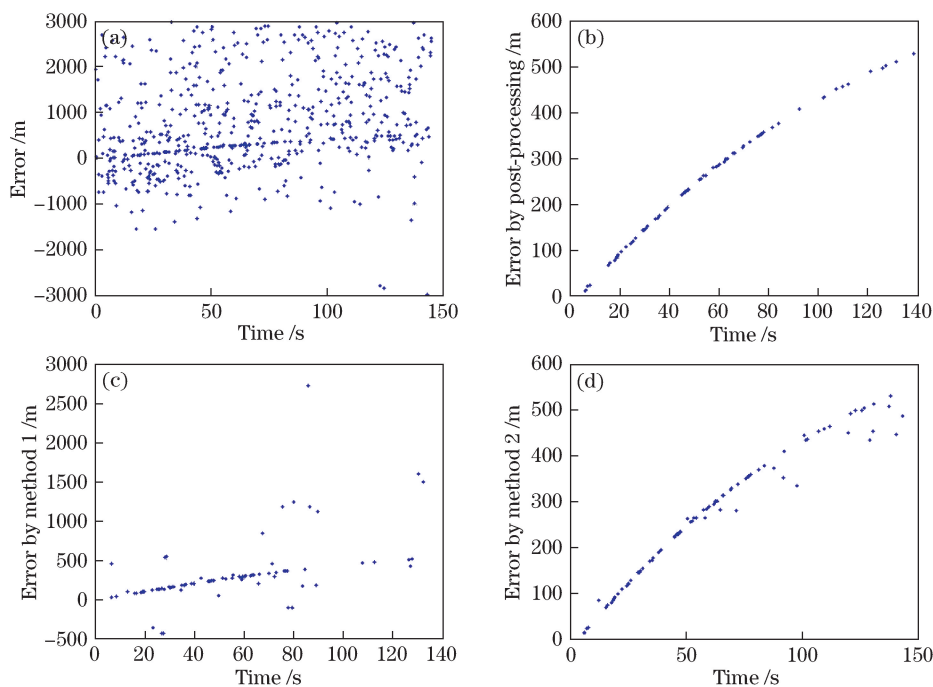 (a)
3000
2000
1000
0
−1000
−2000
−3000
Error /m
0 50 100 150
Time /s
(b)
600
500
400
300
200
100
0
Error by post-processing /m
0 20 40 60 80 100 120 140
Time /s
(c)
3000
2500
2000
1500
1000
500
0
−500
Error by method 1 /m
0 20 40 60 80 100 120 140
Time /s
(d)
600
500
400
300
200
100
0
Error by method 2 /m
0 50 100 150
Time /s